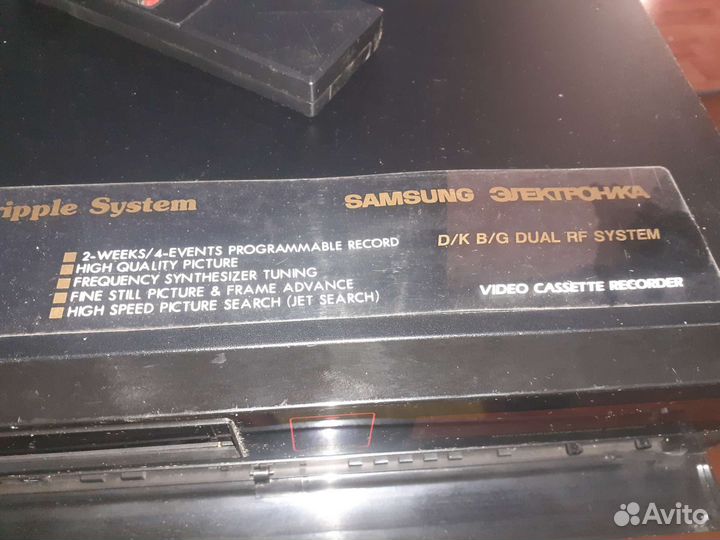 ripple System
SAMSUNG ЭЛЕКТРОНИКА
D/K B/G DUAL RF SYSTEM
2-WEEKS/4-EVENTS PROGRAMMABLE RECORD
HIGH QUALITY PICTURE
FREQUENCY SYNTHESIZER TUNING
FINE STILL PICTURE & FRAME ADVANCE
HIGH SPEED PICTURE SEARCH (JET SEARCH)
VIDEO CASSETTE RECORDER
Avito